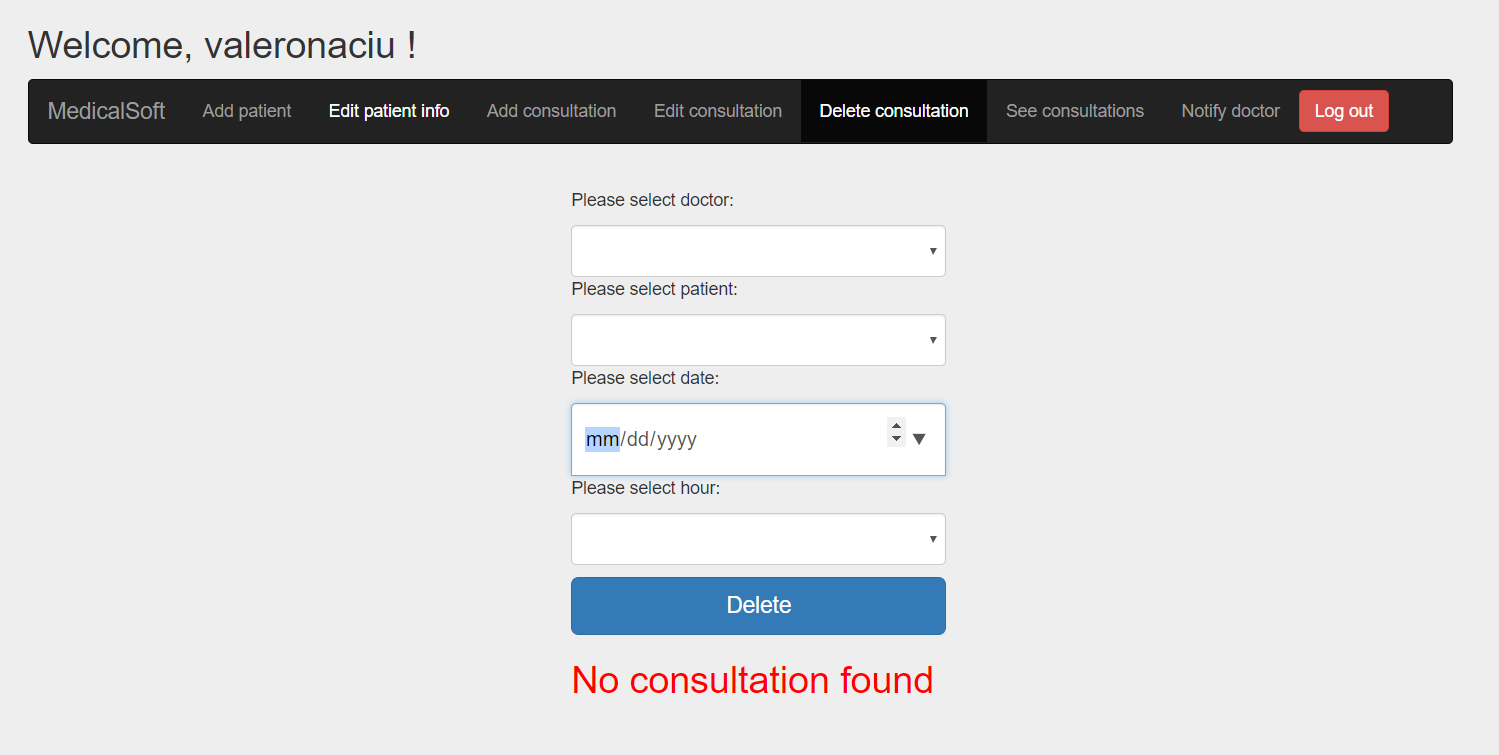 Welcome, valeronaciu !
MedicalSoft Add patient Edit patient info Add consultation Edit consultation Delete consultation See consultations Notify doctor Log out
Please select doctor:
Please select patient:
Please select date:
mm/dd/yyyy
Please select hour:
Delete
No consultation found